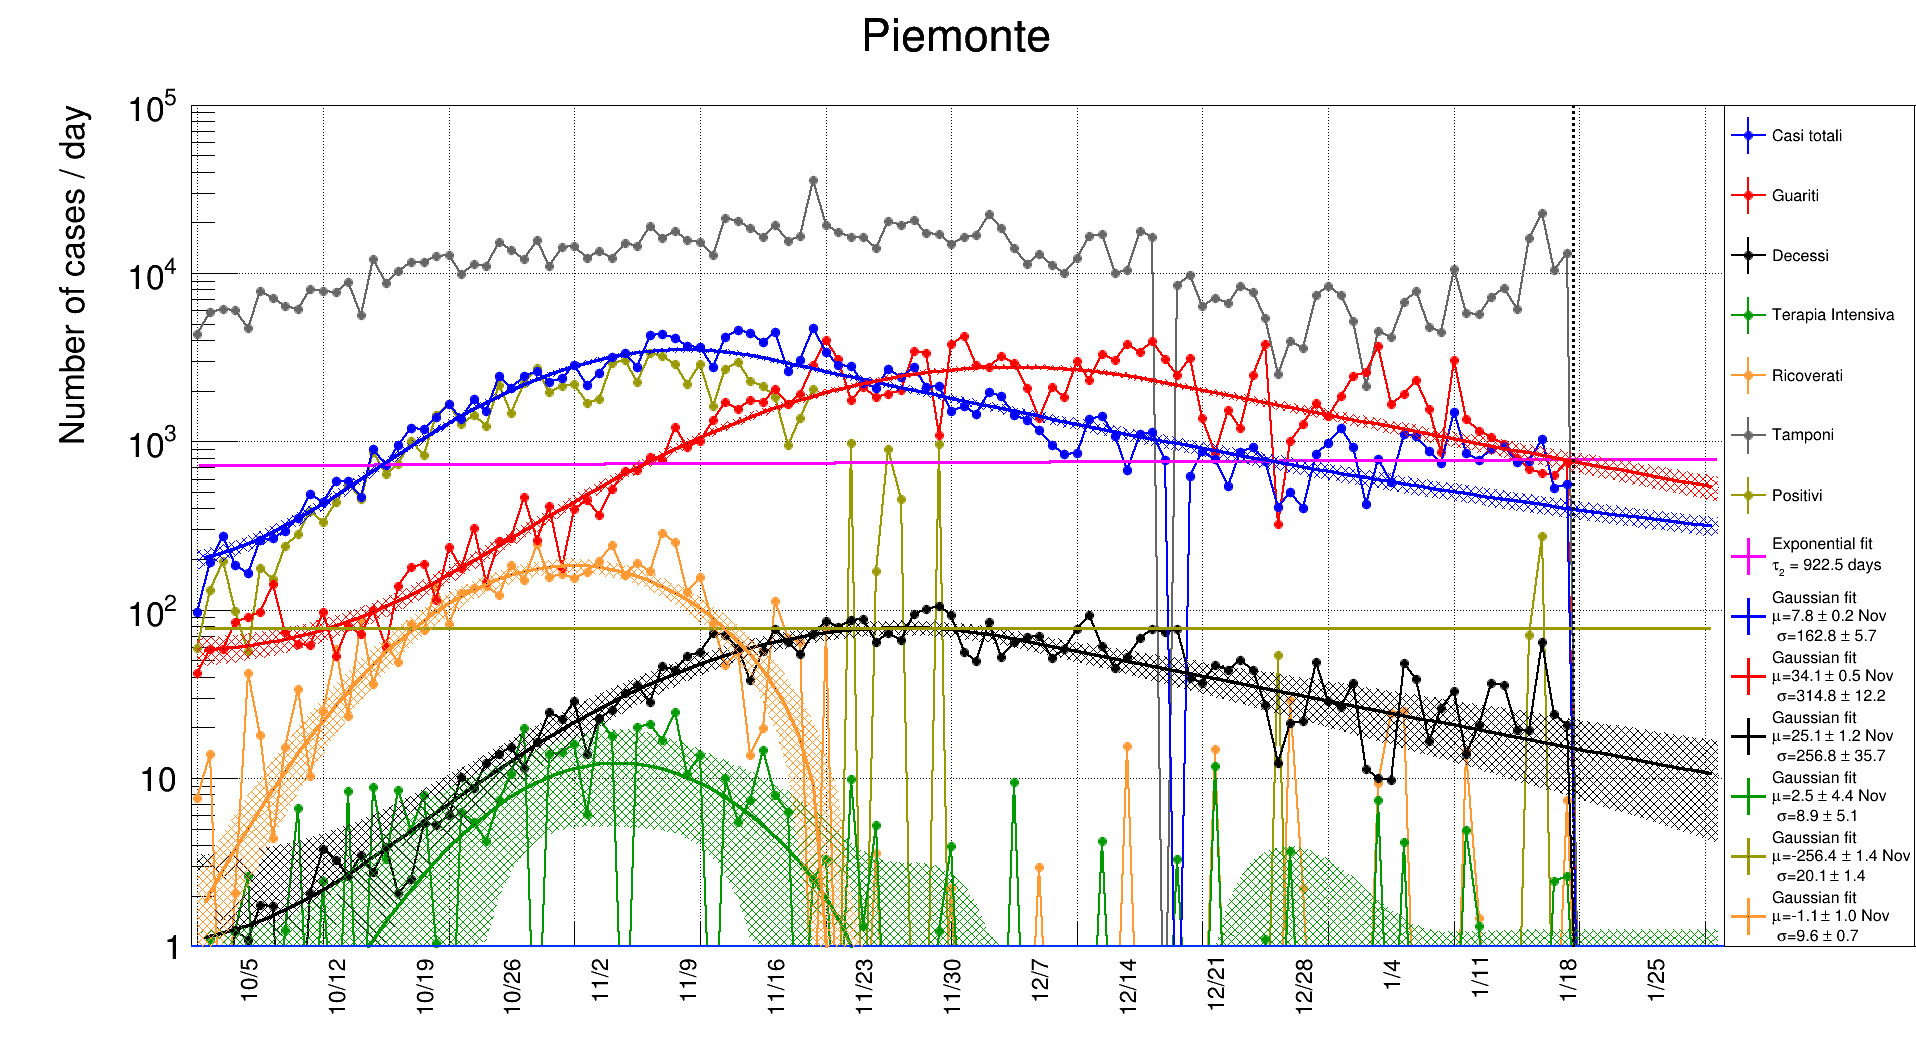 Piemonte
Number of cases / day
10^5
10^4
10^3
10^2
10
1
10/5
10/12
10/19
10/26
11/2
11/9
11/16
11/23
11/30
12/7
12/14
12/21
12/28
1/4
1/11
1/18
1/25
Casi totali
Guariti
Decessi
Terapia Intensiva
Ricoverati
Tamponi
Positivi
Exponential fit
τ₂ = 922.5 days
Gaussian fit
μ=7.8 ± 0.2 Nov
σ=162.8 ± 5.7
Gaussian fit
μ=34.1 ± 0.5 Nov
σ=314.8 ± 12.2
Gaussian fit
μ=25.1 ± 1.2 Nov
σ=256.8 ± 35.7
Gaussian fit
μ=2.5 ± 4.4 Nov
σ=8.9 ± 5.1
Gaussian fit
μ=-256.4 ± 1.4 Nov
σ=20.1 ± 1.4
Gaussian fit
μ=-1.1 ± 1.0 Nov
σ=9.6 ± 0.7